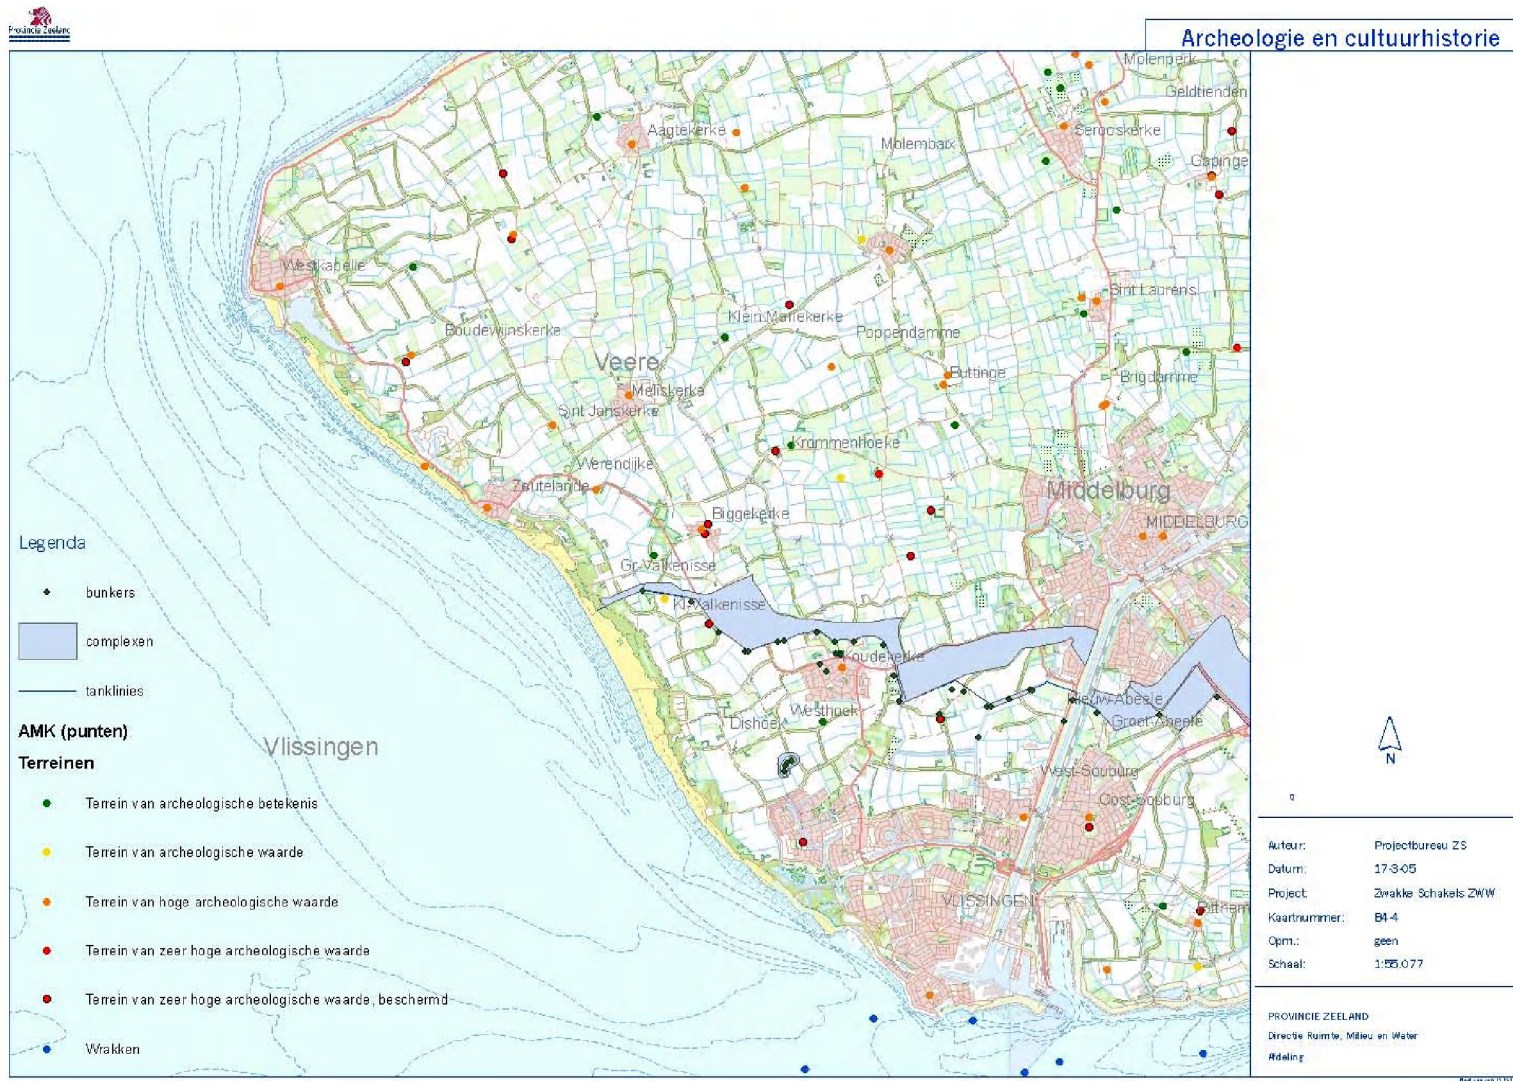 Provincie Zeeland
Archeologie en cultuurhistorie
Molenperk
Geldtienden
Aagtekerke
Serooskerke
Molembaix
Gapinge
Westkapelle
Sint Laurens
Klein Mariekerke
Boudewijnskerke
Poppendamme
Veere
Buttinge
Brigdamme
Meliskerke
Sint Janskerke
Krommenhoeke
Werendijke
Zoutelande
Middelburg
Biggekerke
MIDDELBURG
Gr-Valkenisse
Kl-Valkenisse
Koudekerke
Nieuw-Abeele
Westhoek
Dishoek
Groot-Abeele
Vlissingen
West-Souburg
Oost-Souburg
VLISSINGEN
Ritthem
Legenda
bunkers
complexen
tanklinies
AMK (punten)
Terreinen
Terrein van archeologische betekenis
Terrein van archeologische waarde
Terrein van hoge archeologische waarde
Terrein van zeer hoge archeologische waarde
Terrein van zeer hoge archeologische waarde, beschermd
Wrakken
N
Auteur: Projectbureau ZS
Datum: 17-3-05
Project: Zwakke Schakels ZWW
Kaartnummer: B4-4
Opm.: geen
Schaal: 1:55.077
PROVINCIE ZEELAND
Directie Ruimte, Milieu en Water
Afdeling